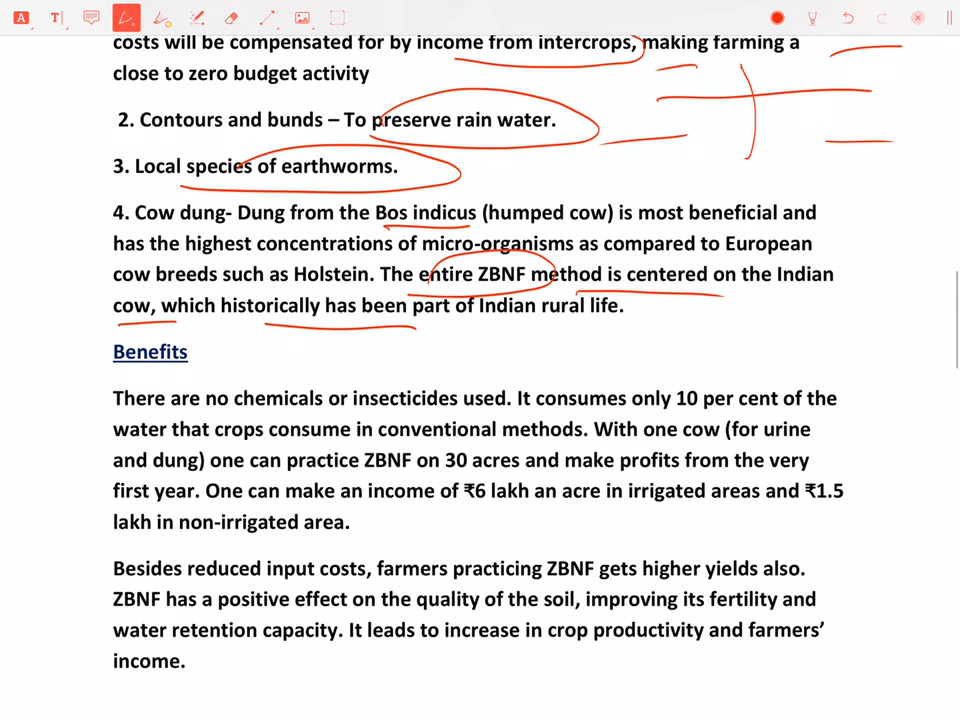 A T
costs will be compensated for by income from intercrops, making farming a
close to zero budget activity
2. Contours and bunds – To preserve rain water.
3. Local species of earthworms.
4. Cow dung- Dung from the Bos indicus (humped cow) is most beneficial and
has the highest concentrations of micro-organisms as compared to European
cow breeds such as Holstein. The entire ZBNF method is centered on the Indian
cow, which historically has been part of Indian rural life.
Benefits
There are no chemicals or insecticides used. It consumes only 10 per cent of the
water that crops consume in conventional methods. With one cow (for urine
and dung) one can practice ZBNF on 30 acres and make profits from the very
first year. One can make an income of ₹6 lakh an acre in irrigated areas and ₹1.5
lakh in non-irrigated area.
Besides reduced input costs, farmers practicing ZBNF gets higher yields also.
ZBNF has a positive effect on the quality of the soil, improving its fertility and
water retention capacity. It leads to increase in crop productivity and farmers’
income.